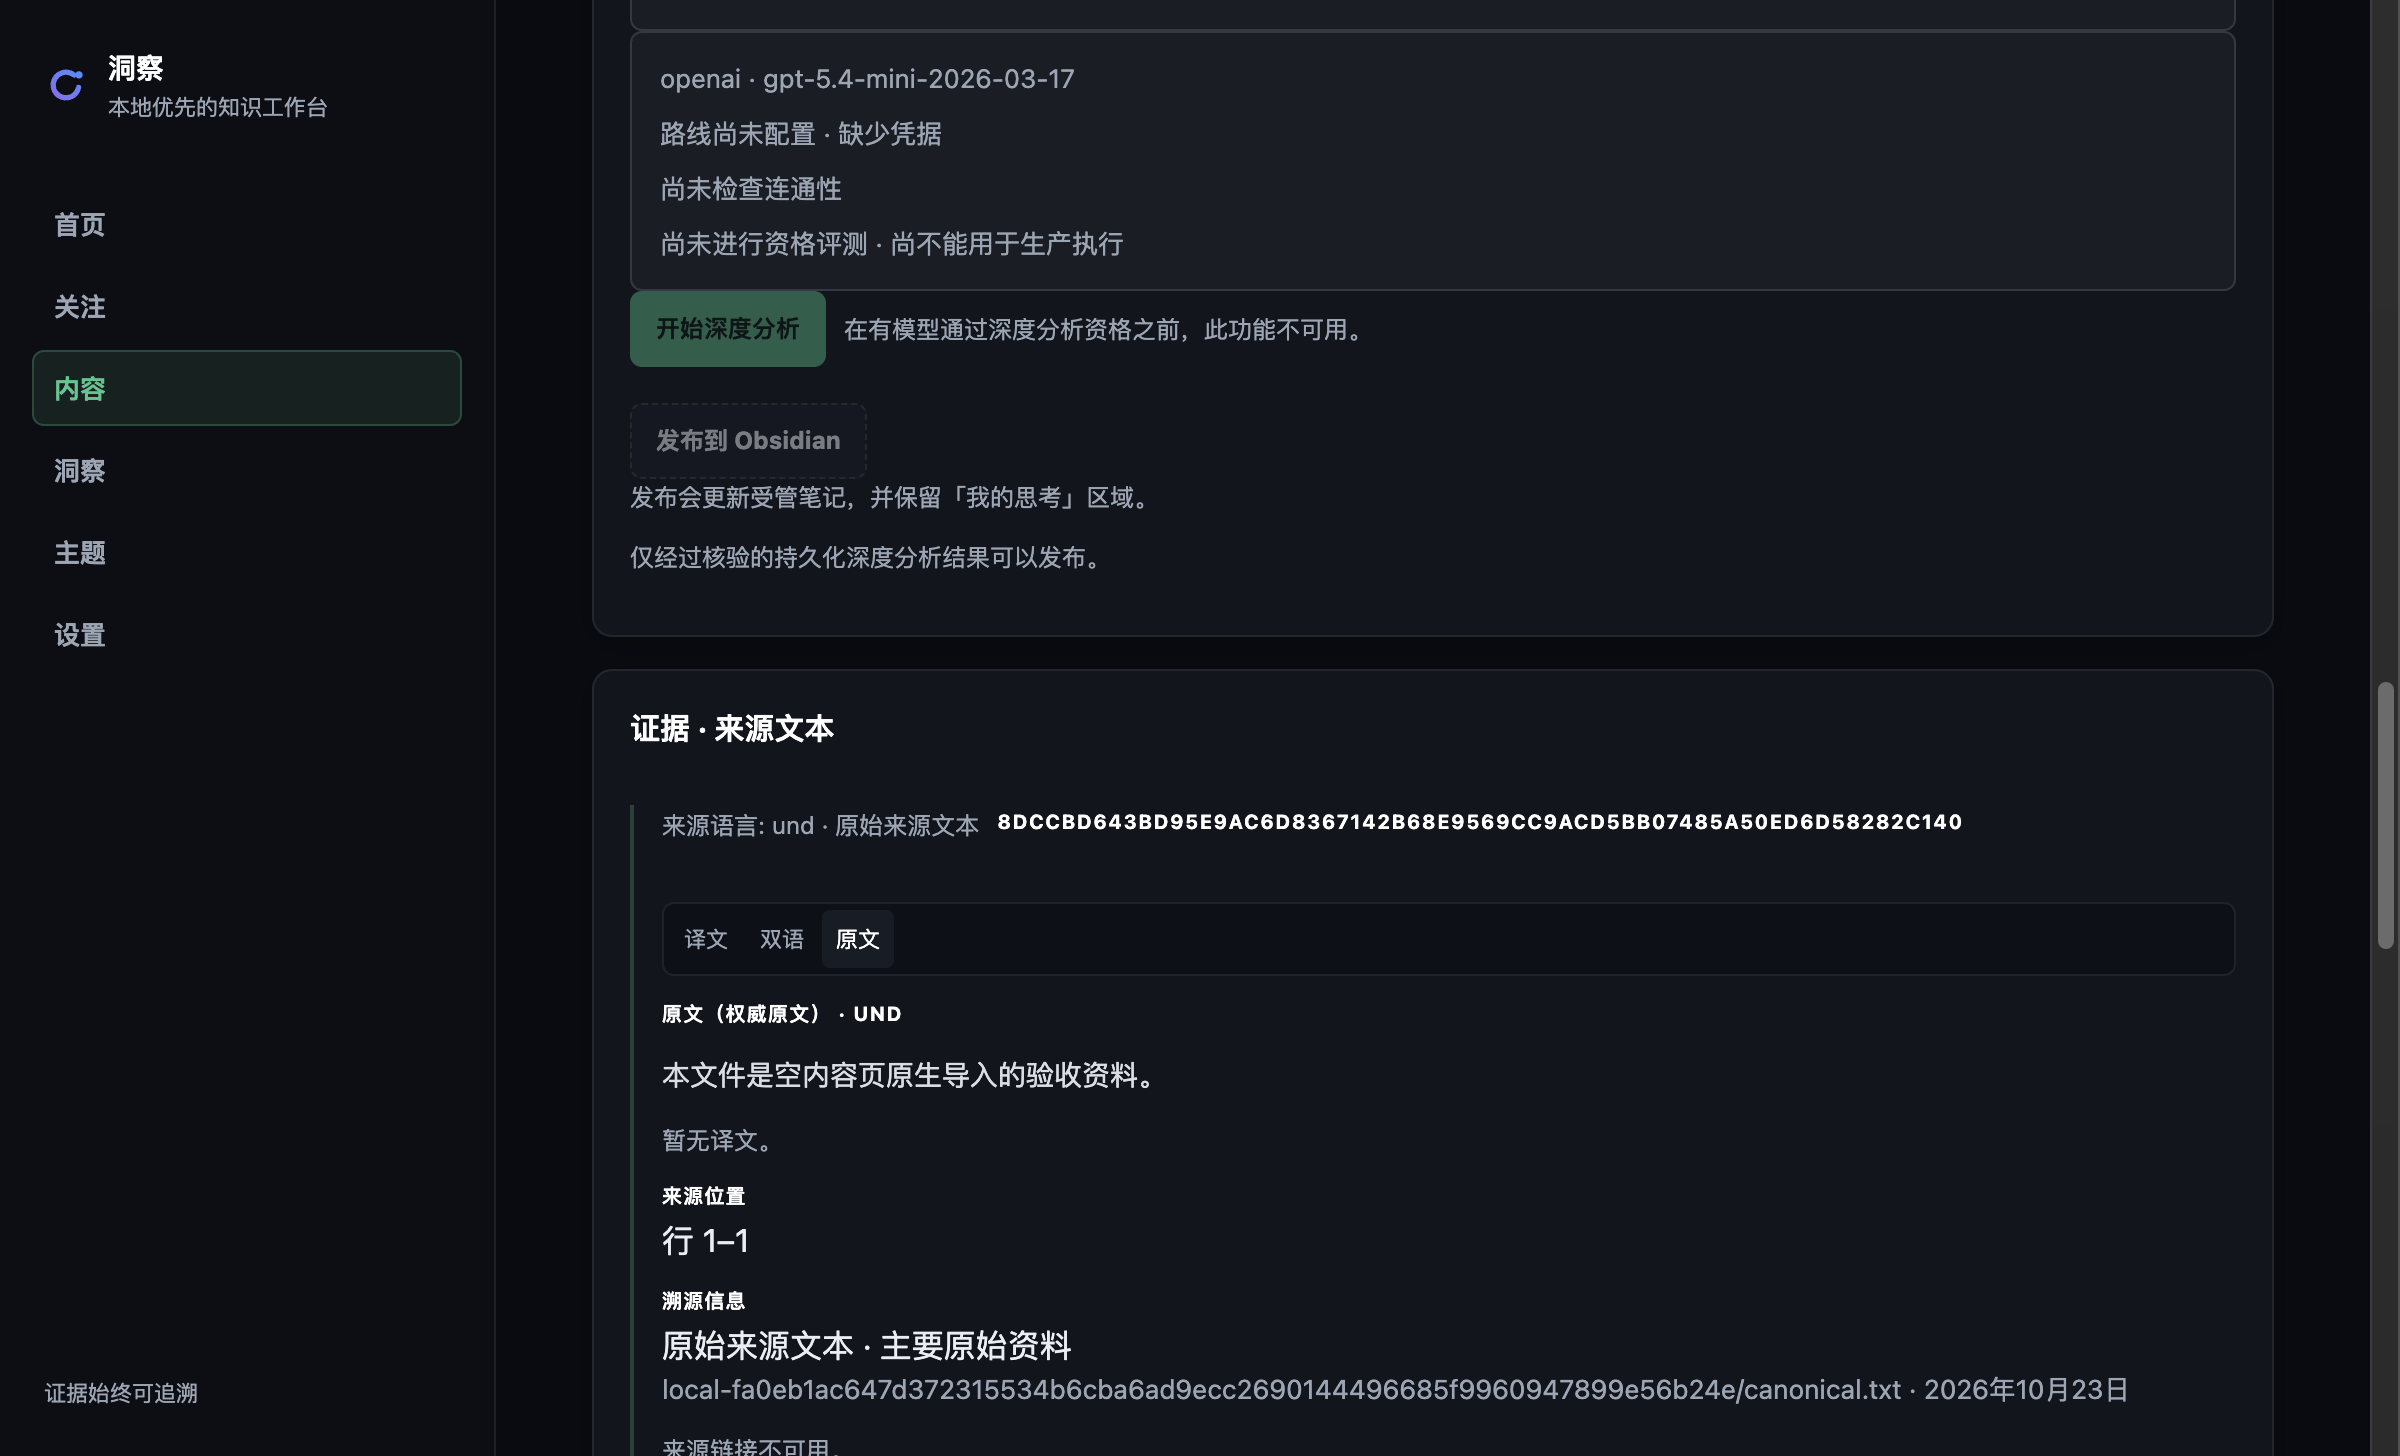 洞察
本地优先的知识工作台
首页
关注
内容
洞察
主题
设置
证据始终可追溯
openai · gpt-5.4-mini-2026-03-17
路线尚未配置 · 缺少凭据
尚未检查连通性
尚未进行资格评测 · 尚不能用于生产执行
开始深度分析
在有模型通过深度分析资格之前，此功能不可用。
发布到 Obsidian
发布会更新受管笔记，并保留「我的思考」区域。
仅经过核验的持久化深度分析结果可以发布。
证据 · 来源文本
来源语言: und · 原始来源文本 8DCCBD643BD95E9AC6D8367142B68E9569CC9ACD5BB07485A50ED6D58282C140
译文 双语 原文
原文（权威原文） · UND
本文件是空内容页原生导入的验收资料。
暂无译文。
来源位置
行 1–1
溯源信息
原始来源文本 · 主要原始资料
local-fa0eb1ac647d372315534b6cba6ad9ecc2690144496685f9960947899e56b24e/canonical.txt · 2026年10月23日
来源链接不可用。